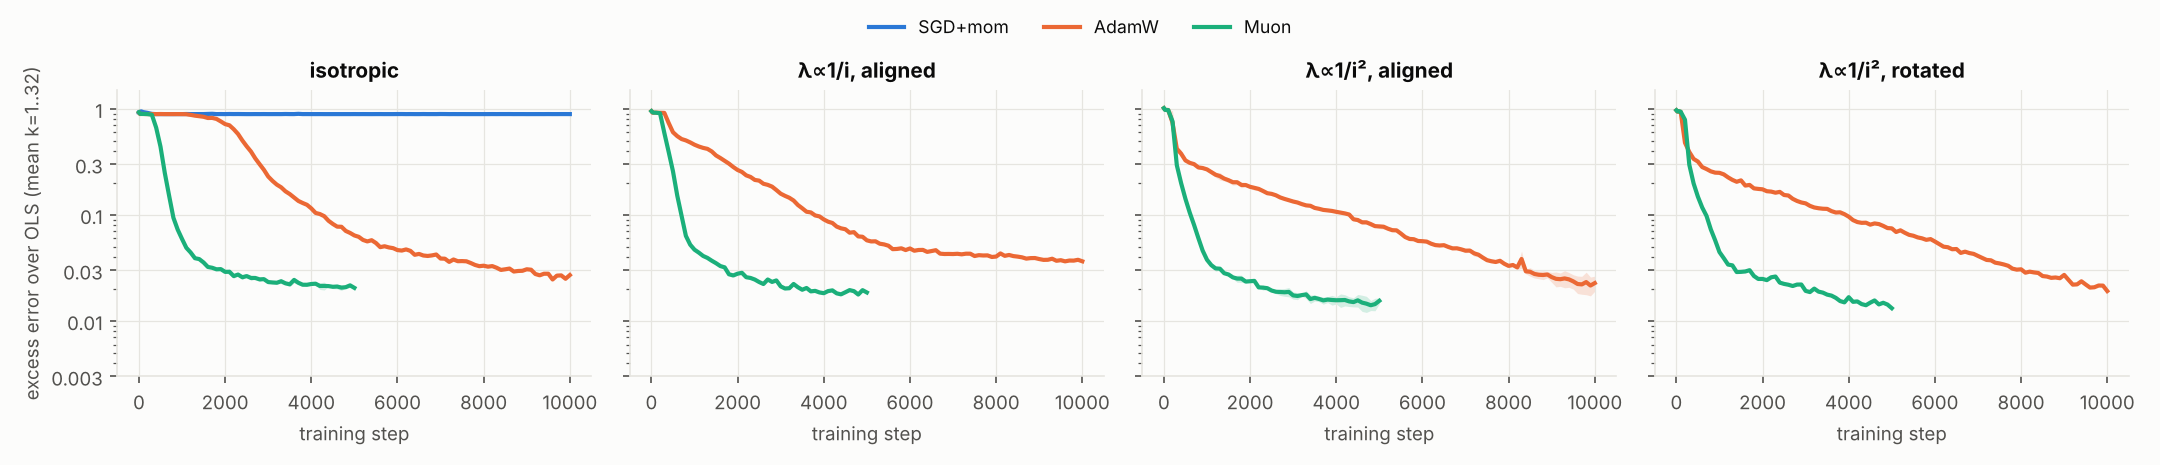 SGD+mom AdamW Muon
isotropic
λ∝1/i, aligned
λ∝1/i², aligned
λ∝1/i², rotated
excess error over OLS (mean k=1..32)
1
0.3
0.1
0.03
0.01
0.003
0 2000 4000 6000 8000 10000
0 2000 4000 6000 8000 10000
0 2000 4000 6000 8000 10000
0 2000 4000 6000 8000 10000
training step
training step
training step
training step